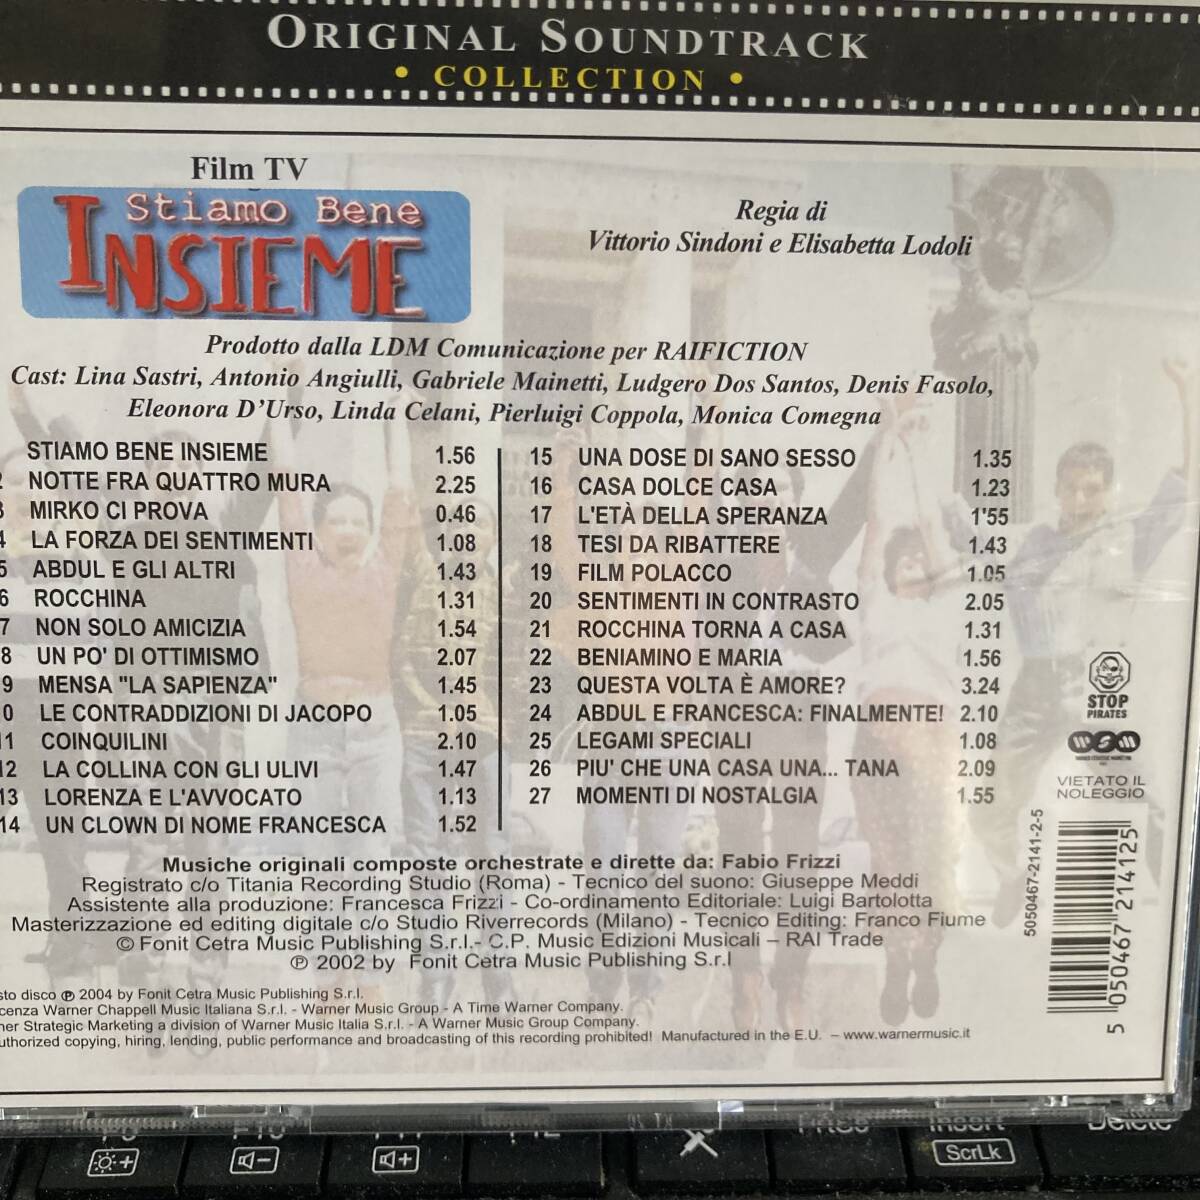 ORIGINAL SOUNDTRACK
• COLLECTION •
Film TV
Stiamo Bene
INSIEME
Regia di
Vittorio Sindoni e Elisabetta Lodoli
Prodotto dalla LDM Comunicazione per RAIFICTION
Cast: Lina Sastri, Antonio Angiulli, Gabriele Mainetti, Ludgero Dos Santos, Denis Fasolo,
Eleonora D'Urso, Linda Celani, Pierluigi Coppola, Monica Comegna
STIAMO BENE INSIEME 1.56
2 NOTTE FRA QUATTRO MURA 2.25
3 MIRKO CI PROVA 0.46
4 LA FORZA DEI SENTIMENTI 1.08
5 ABDUL E GLI ALTRI 1.43
6 ROCCHINA 1.31
7 NON SOLO AMICIZIA 1.54
8 UN PO' DI OTTIMISMO 2.07
9 MENSA "LA SAPIENZA" 1.45
0 LE CONTRADDIZIONI DI JACOPO 1.05
11 COINQUILINI 2.10
12 LA COLLINA CON GLI ULIVI 1.47
13 LORENZA E L'AVVOCATO 1.13
14 UN CLOWN DI NOME FRANCESCA 1.52
15 UNA DOSE DI SANO SESSO 1.35
16 CASA DOLCE CASA 1.23
17 L'ETÀ DELLA SPERANZA 1'55
18 TESI DA RIBATTERE 1.43
19 FILM POLACCO 1.05
20 SENTIMENTI IN CONTRASTO 2.05
21 ROCCHINA TORNA A CASA 1.31
22 BENIAMINO E MARIA 1.56
23 QUESTA VOLTA È AMORE? 3.24
24 ABDUL E FRANCESCA: FINALMENTE! 2.10
25 LEGAMI SPECIALI 1.08
26 PIU' CHE UNA CASA UNA... TANA 2.09
27 MOMENTI DI NOSTALGIA 1.55
STOP
PIRATES
WSM
VIETATO IL
NOLEGGIO
5050467-2141-2-5
5 050467 214125
Musiche originali composte orchestrate e dirette da: Fabio Frizzi
Registrato c/o Titania Recording Studio (Roma) - Tecnico del suono: Giuseppe Meddi
Assistente alla produzione: Francesca Frizzi - Co-ordinamento Editoriale: Luigi Bartolotta
Masterizzazione ed editing digitale c/o Studio Riverrecords (Milano) - Tecnico Editing: Franco Fiume
© Fonit Cetra Music Publishing S.r.l.- C.P. Music Edizioni Musicali – RAI Trade
℗ 2002 by Fonit Cetra Music Publishing S.r.l
sto disco ℗ 2004 by Fonit Cetra Music Publishing S.r.l.
cenza Warner Chappell Music Italiana S.r.l. - Warner Music Group - A Time Warner Company.
ner Strategic Marketing a division of Warner Music Italia S.r.l. - A Warner Music Group Company.
uthorized copying, hiring, lending, public performance and broadcasting of this recording prohibited! Manufactured in the E.U. – www.warnermusic.it
Insert
Delete
ScrLk